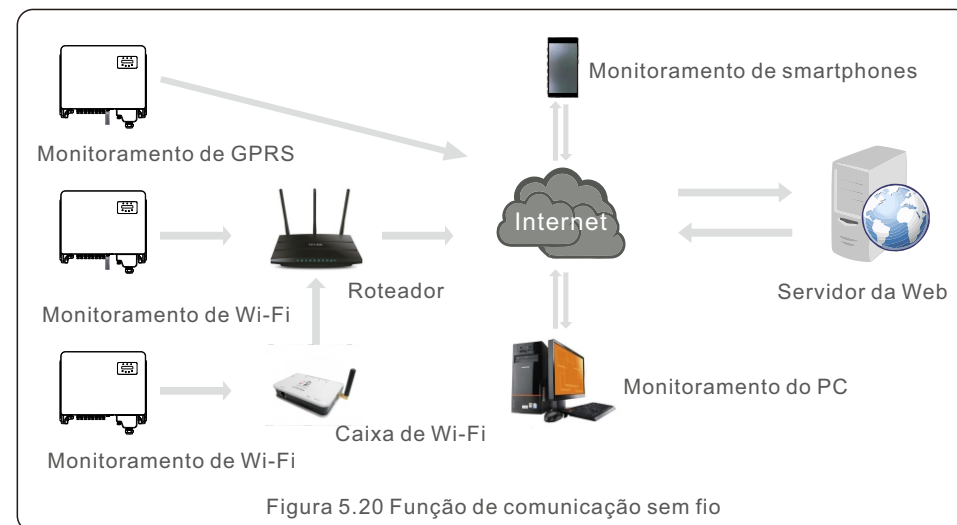 Monitoramento de smartphones
Monitoramento de GPRS
Internet
Roteador
Servidor da Web
Monitoramento de Wi-Fi
Monitoramento do PC
Caixa de Wi-Fi
Monitoramento de Wi-Fi
Figura 5.20 Função de comunicação sem fio